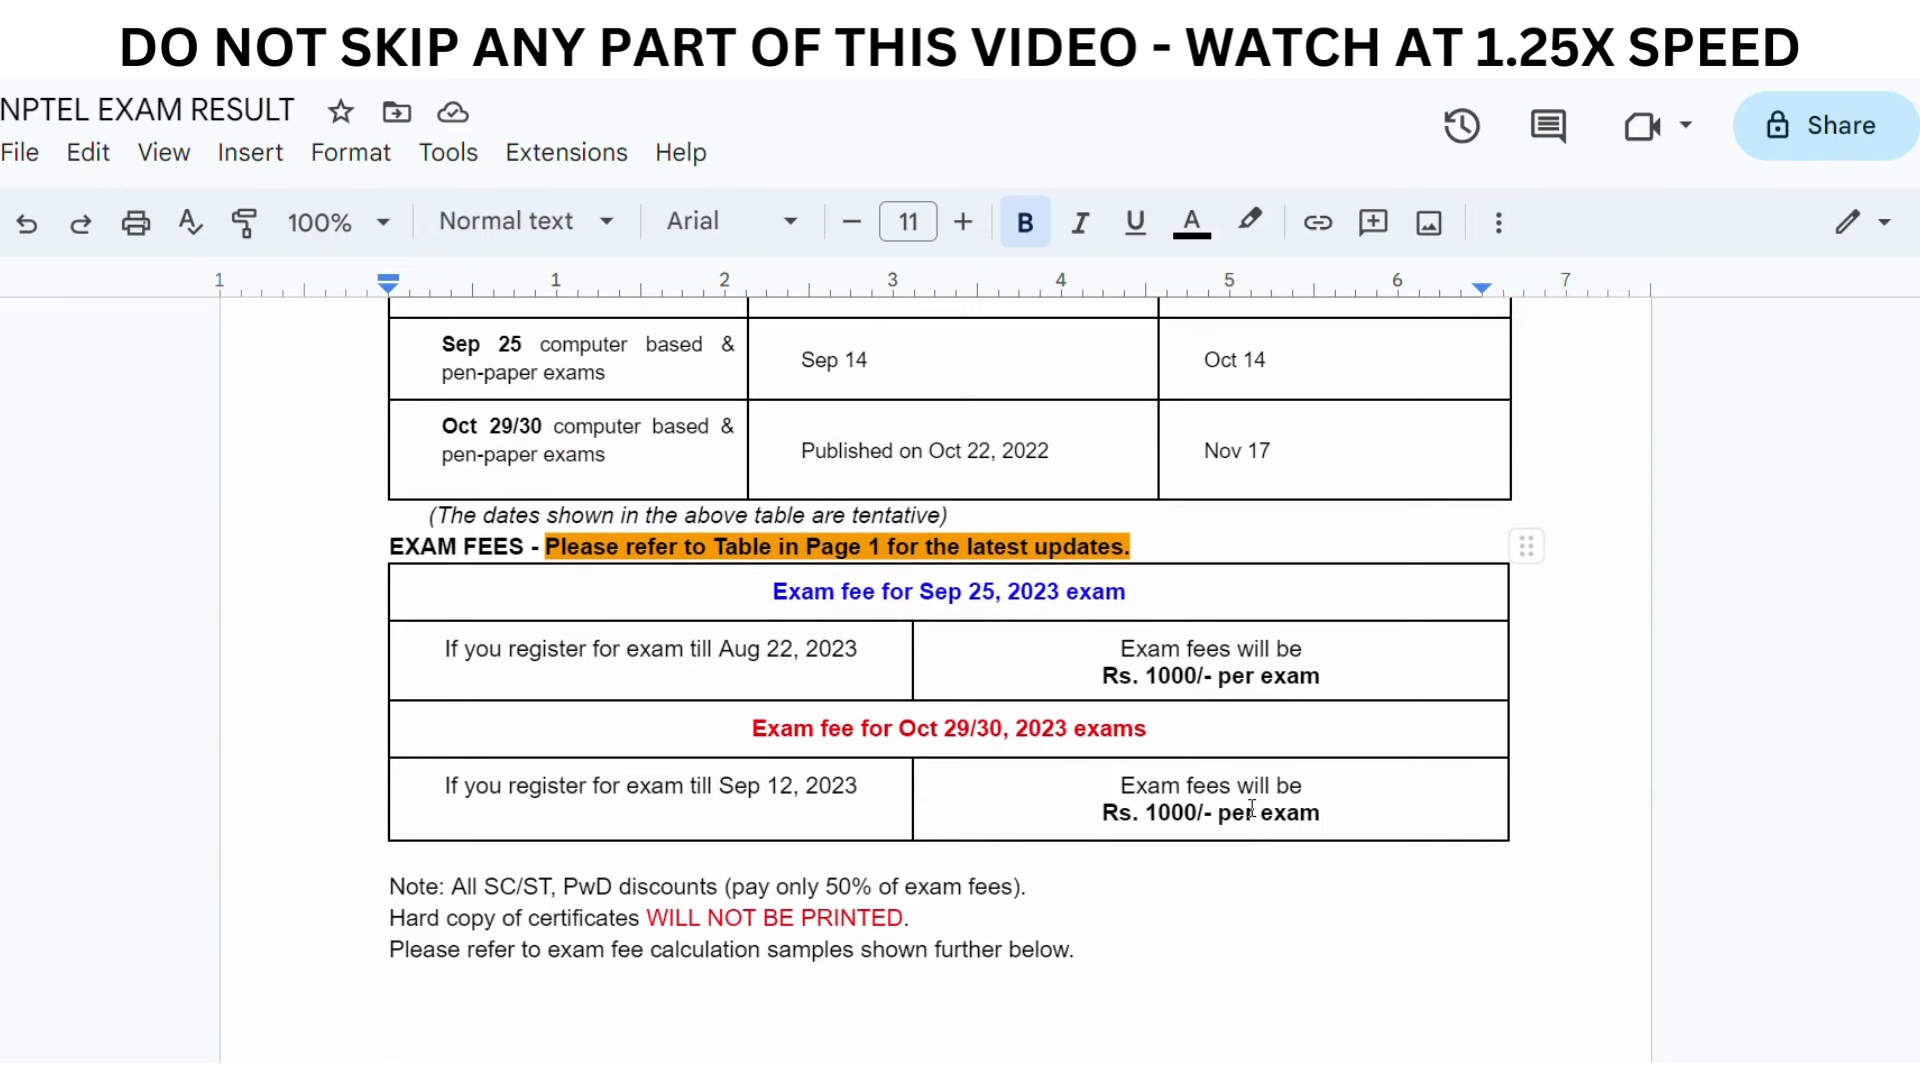 DO NOT SKIP ANY PART OF THIS VIDEO - WATCH AT 1.25X SPEED
NPTEL EXAM RESULT
File Edit View Insert Format Tools Extensions Help
Share
100% Normal text Arial 11 B I U A
1 1 2 3 4 5 6 7
Sep 25 computer based &
pen-paper exams
Sep 14
Oct 14
Oct 29/30 computer based &
pen-paper exams
Published on Oct 22, 2022
Nov 17
(The dates shown in the above table are tentative)
EXAM FEES - Please refer to Table in Page 1 for the latest updates.
Exam fee for Sep 25, 2023 exam
If you register for exam till Aug 22, 2023
Exam fees will be
Rs. 1000/- per exam
Exam fee for Oct 29/30, 2023 exams
If you register for exam till Sep 12, 2023
Exam fees will be
Rs. 1000/- per exam
Note: All SC/ST, PwD discounts (pay only 50% of exam fees).
Hard copy of certificates WILL NOT BE PRINTED.
Please refer to exam fee calculation samples shown further below.